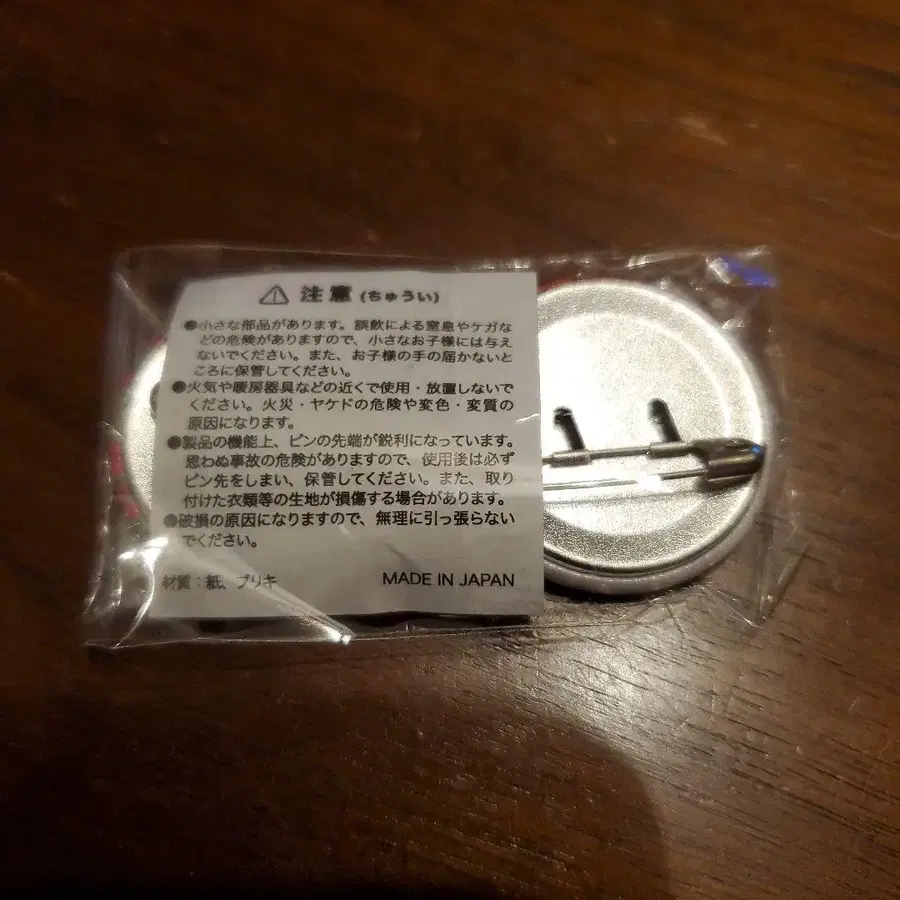 ⚠ 注意 (ちゅうい)
●小さな部品があります。誤飲による窒息やケガな
どの危険がありますので、小さなお子様には与え
ないでください。また、お子様の手の届かないと
ころに保管してください。
●火気や暖房器具などの近くで使用・放置しないで
ください。火災・ヤケドの危険や変色・変質の
原因になります。
●製品の機能上、ピンの先端が鋭利になっています。
思わぬ事故の危険がありますので、使用後は必ず
ピン先をしまい、保管してください。また、取り
付けた衣類等の生地が損傷する場合があります。
●破損の原因になりますので、無理に引っ張らない
でください。
材質：紙、ブリキ MADE IN JAPAN